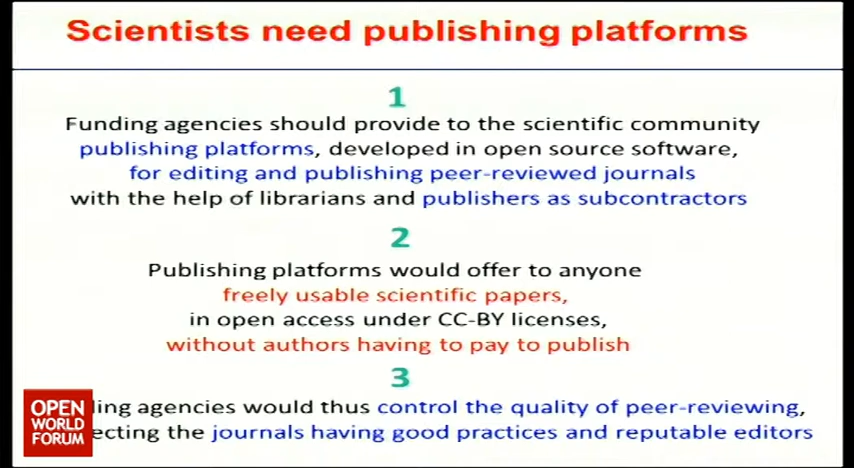 Scientists need publishing platforms
1
Funding agencies should provide to the scientific community
publishing platforms, developed in open source software,
for editing and publishing peer-reviewed journals
with the help of librarians and publishers as subcontractors
2
Publishing platforms would offer to anyone
freely usable scientific papers,
in open access under CC-BY licenses,
without authors having to pay to publish
3
ding agencies would thus control the quality of peer-reviewing,
ecting the journals having good practices and reputable editors
OPEN
WORLD
FORUM